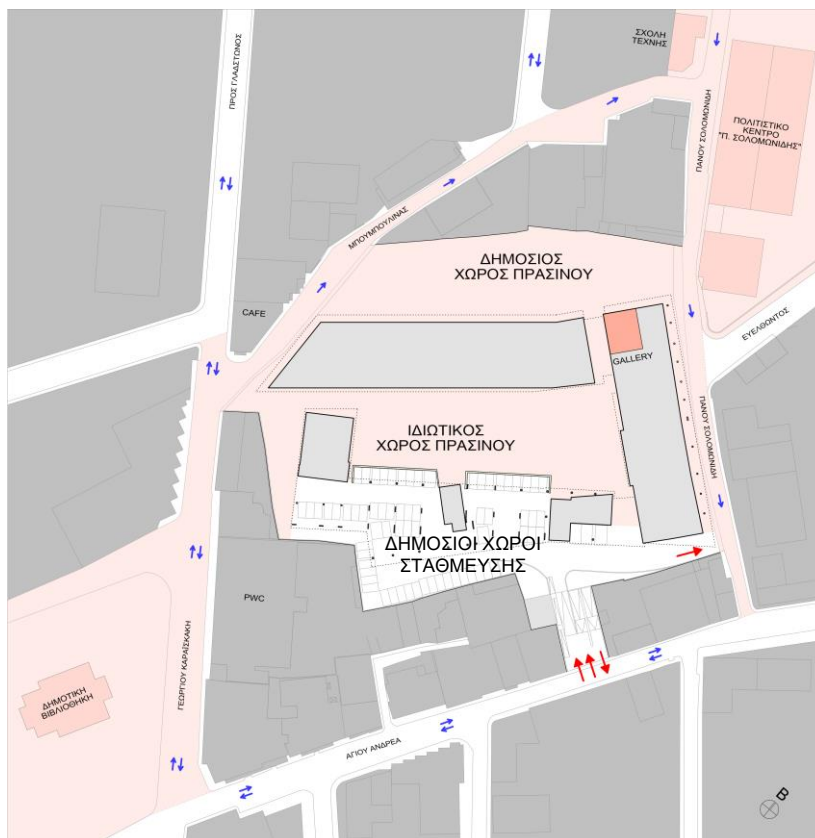 ΣΧΟΛΗ
ΤΕΧΝΗΣ
ΠΡΟΣ ΓΛΑΔΣΤΩΝΟΣ
ΠΑΝΟΥ ΣΟΛΟΜΩΝΙΔΗ
ΠΟΛΙΤΙΣΤΙΚΟ
ΚΕΝΤΡΟ
"Π. ΣΟΛΟΜΩΝΙΔΗΣ"
ΜΠΟΥΜΠΟΥΛΙΝΑΣ
ΔΗΜΟΣΙΟΣ
ΧΩΡΟΣ ΠΡΑΣΙΝΟΥ
CAFE
ΕΥΕΛΘΟΝΤΟΣ
GALLERY
ΙΔΙΩΤΙΚΟΣ
ΧΩΡΟΣ ΠΡΑΣΙΝΟΥ
ΠΑΝΟΥ ΣΟΛΟΜΩΝΙΔΗ
ΔΗΜΟΣΙΟΙ ΧΩΡΟΙ
ΣΤΑΘΜΕΥΣΗΣ
PWC
ΓΕΩΡΓΙΟΥ ΚΑΡΑΪΣΚΑΚΗ
ΔΗΜΟΤΙΚΗ
ΒΙΒΛΙΟΘΗΚΗ
ΑΓΙΟΥ ΑΝΔΡΕΑ
Β